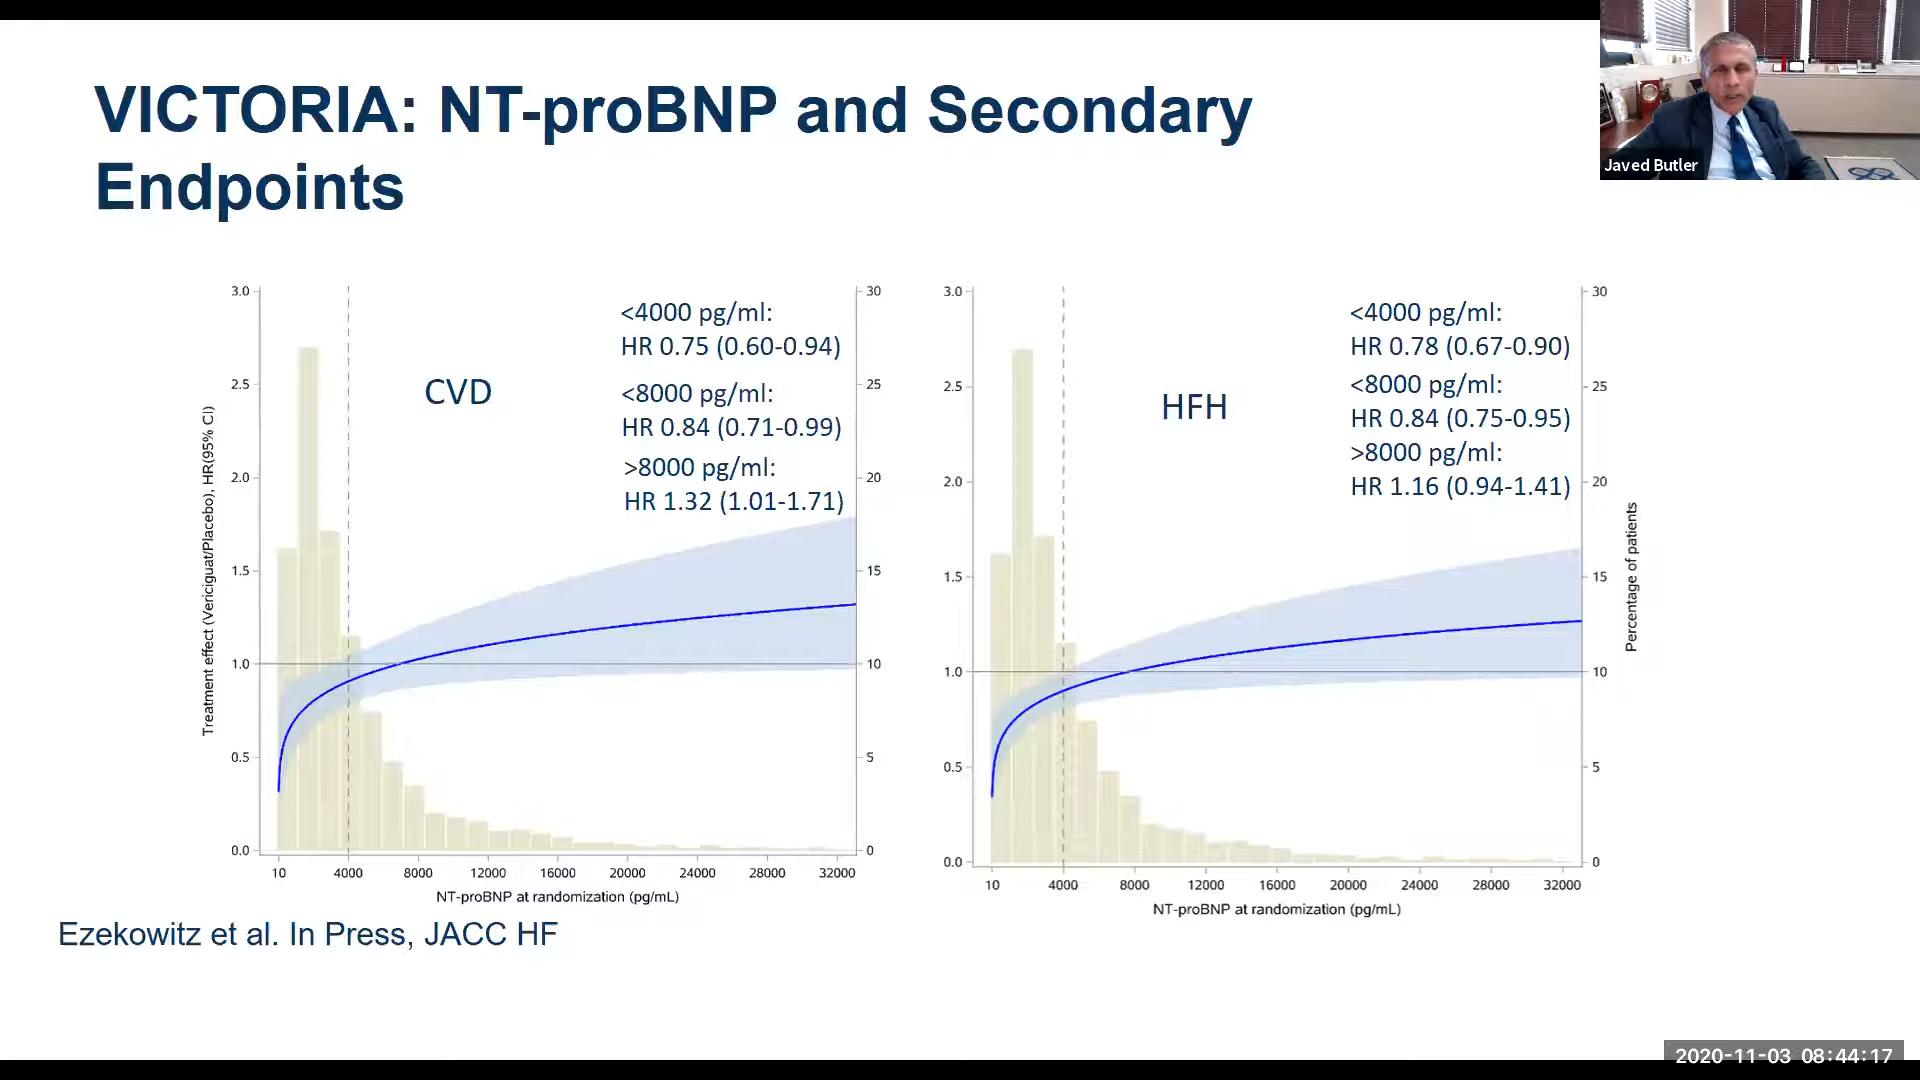 VICTORIA: NT-proBNP and Secondary
Endpoints
Javed Butler
3.0
2.5
2.0
1.5
1.0
0.5
0.0
Treatment effect (Vericiguat/Placebo), HR(95% CI)
CVD
<4000 pg/ml:
HR 0.75 (0.60-0.94)
<8000 pg/ml:
HR 0.84 (0.71-0.99)
>8000 pg/ml:
HR 1.32 (1.01-1.71)
30
25
20
15
10
5
0
10 4000 8000 12000 16000 20000 24000 28000 32000
NT-proBNP at randomization (pg/mL)
3.0
2.5
2.0
1.5
1.0
0.5
0.0
HFH
<4000 pg/ml:
HR 0.78 (0.67-0.90)
<8000 pg/ml:
HR 0.84 (0.75-0.95)
>8000 pg/ml:
HR 1.16 (0.94-1.41)
30
25
20
15
10
5
0
Percentage of patients
10 4000 8000 12000 16000 20000 24000 28000 32000
NT-proBNP at randomization (pg/mL)
Ezekowitz et al. In Press, JACC HF
2020-11-03 08:44:17